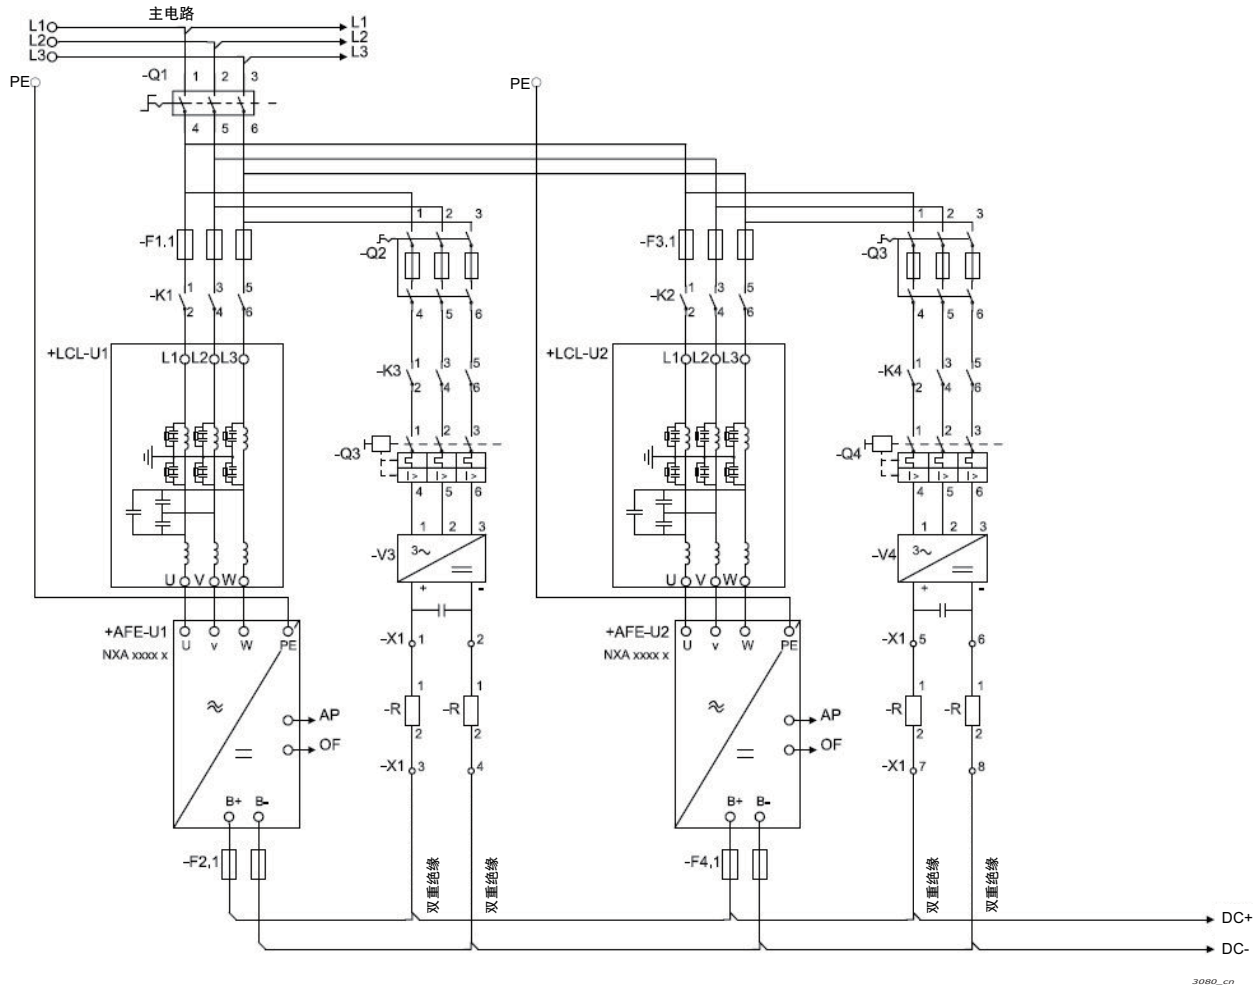 主电路
L1 L1
L2 L2
L3 L3
PE -Q1 1 2 3 PE
4 5 6
1 2 3 1 2 3
-F1.1 -Q2 -F3.1 -Q3
-K1 1 3 5 -K2 1 3 5
2 4 6 4 5 6 2 4 6 4 5 6
+LCL-U1 L1 L2 L3 +LCL-U2 L1 L2 L3
-K3 1 3 5 -K4 1 3 5
2 4 6 2 4 6
1 2 3 1 2 3
-Q3 -Q4
I> I> I> I> I> I>
4 5 6 4 5 6
1 2 3 1 2 3
-V3 3~ -V4 3~
U V W + - U V W + -
+AFE-U1 -X1 1 2 +AFE-U2 -X1 5 6
NXA xxxx x U v W PE NXA xxxx x U v W PE
1 1 1 1
AP -R -R AP -R -R
2 2 2 2
OF OF
-X1 3 4 -X1 7 8
B+ B- B+ B-
-F2,1 -F4,1
双重绝缘 双重绝缘 双重绝缘 双重绝缘
DC+
DC-
3080_cn